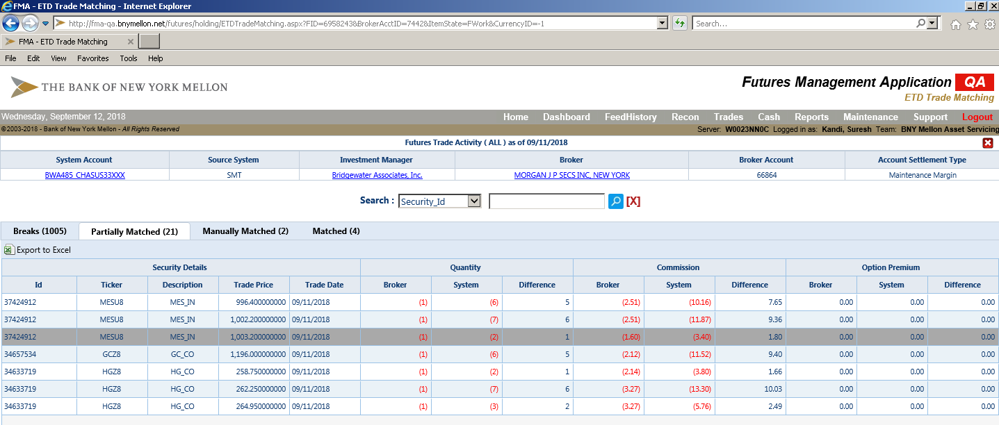 FMA - ETD Trade Matching - Internet Explorer
http://fma-qa.bnymellon.net/futures/holding/ETDTradeMatching.aspx?FID=6958243&BrokerAcctID=7442&ItemState=FWork&CurrencyID=-1 Search...
FMA - ETD Trade Matching
File Edit View Favorites Tools Help
THE BANK OF NEW YORK MELLON
Futures Management Application QA
ETD Trade Matching
Wednesday, September 12, 2018 Home Dashboard FeedHistory Recon Trades Cash Reports Maintenance Support Logout
©2003-2018 - Bank of New York Mellon - All Rights Reserved Server: W0023NN0C Logged in as: Kandi, Suresh Team: BNY Mellon Asset Servicing
Futures Trade Activity ( ALL ) as of 09/11/2018
System Account Source System Investment Manager Broker Broker Account Account Settlement Type
BWA485_CHASUS33XXX SMT Bridgewater Associates, Inc. MORGAN J P SECS INC, NEW YORK 66864 Maintenance Margin
Search : Security_Id [X]
Breaks (1005) Partially Matched (21) Manually Matched (2) Matched (4)
Export to Excel
Security Details Quantity Commission Option Premium
Id Ticker Description Trade Price Trade Date Broker System Difference Broker System Difference Broker System Difference
37424912 MESU8 MES_IN 996.400000000 09/11/2018 (1) (6) 5 (2.51) (10.16) 7.65 0.00 0.00 0.00
37424912 MESU8 MES_IN 1,002.200000000 09/11/2018 (1) (7) 6 (2.51) (11.87) 9.36 0.00 0.00 0.00
37424912 MESU8 MES_IN 1,003.200000000 09/11/2018 (1) (2) 1 (1.60) (3.40) 1.80 0.00 0.00 0.00
34657534 GCZ8 GC_CO 1,196.000000000 09/11/2018 (1) (6) 5 (2.12) (11.52) 9.40 0.00 0.00 0.00
34633719 HGZ8 HG_CO 258.750000000 09/11/2018 (1) (2) 1 (2.14) (3.80) 1.66 0.00 0.00 0.00
34633719 HGZ8 HG_CO 262.250000000 09/11/2018 (1) (7) 6 (3.27) (13.30) 10.03 0.00 0.00 0.00
34633719 HGZ8 HG_CO 264.950000000 09/11/2018 (1) (3) 2 (3.27) (5.76) 2.49 0.00 0.00 0.00